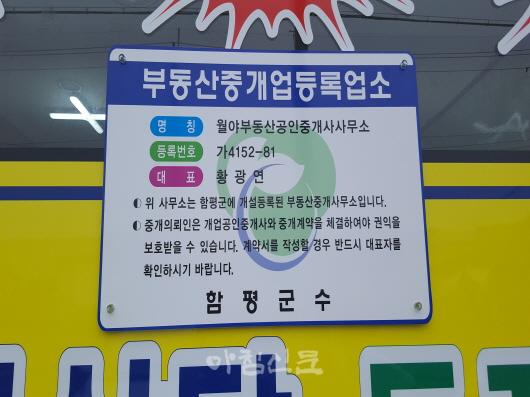 부동산중개업등록업소
명 칭 월야부동산공인중개사사무소
등록번호 가4152-81
대 표 황광연
◐ 위 사무소는 함평군에 개설등록된 부동산중개사무소입니다.
◐ 중개의뢰인은 개업공인중개사와 중개계약을 체결하여야 권익을
보호받을 수 있습니다. 계약서를 작성할 경우 반드시 대표자를
확인하시기 바랍니다.
함 평 군 수
아침신문